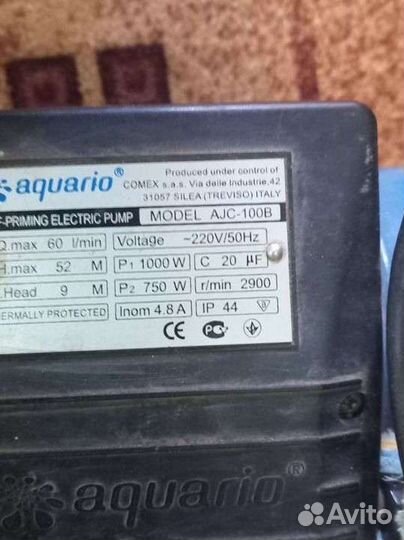 aquario®
Produced under control of
COMEX s.a.s. Via delle Industrie,42
31057 SILEA (TREVISO) ITALY
F-PRIMING ELECTRIC PUMP MODEL AJC-100B
Q.max 60 l/min Voltage ~220V/50Hz
H.max 52 M P1 1000 W C 20 µF
.Head 9 M P2 750 W r/min 2900
HERMALLY PROTECTED Inom 4.8 A IP 44
CE PC
aquario®
Avito